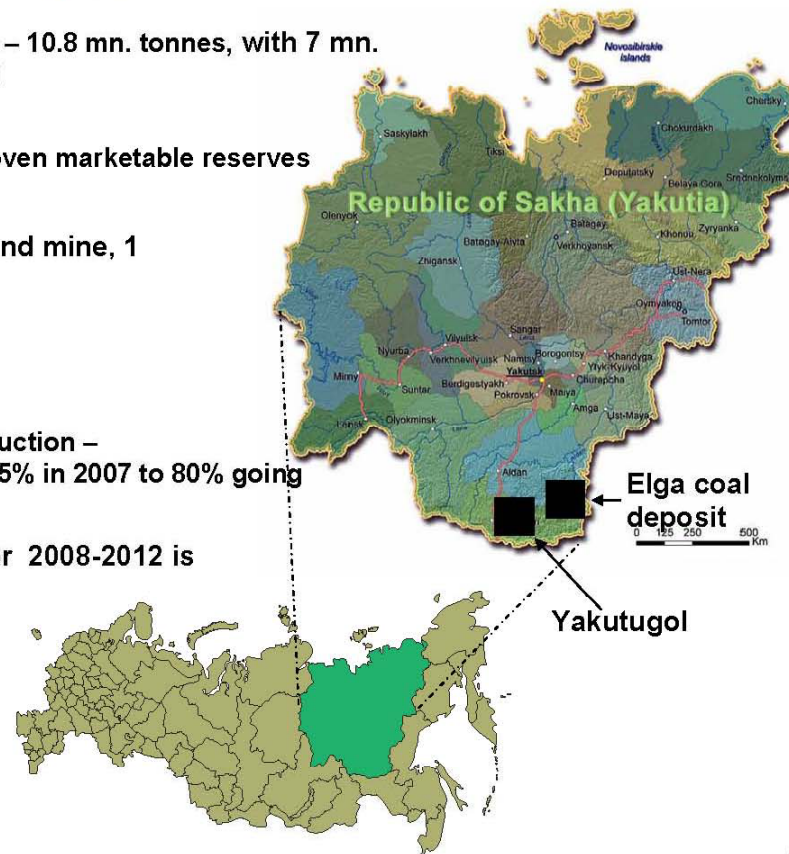 – 10.8 mn. tonnes, with 7 mn.
oven marketable reserves
nd mine, 1
uction –
5% in 2007 to 80% going
r 2008-2012 is
Novosibirskie
islands
Chersky
Saskylakh
Chokurdakh
Tiksi
Deputatsky
Belaya Gora
Srednekolyms
Republic of Sakha (Yakutia)
Olenyok
Batagay
Zyryanka
Khonuu
Batagay-Alyta
Verkhoyansk
Zhigansk
Ust-Nera
Oymyakon
Tomtor
Sangar
Vilyuisk
Nyurba
Verkhnevilyuisk
Namtsy
Borogontsy
Khandyga
Ytyk-Kyuyol
Yakutsk
Churapcha
Mirny
Suntar
Berdigestyakh
Pokrovsk
Maiya
Amga
Ust-Maya
Lensk
Olyokminsk
Lena
Aldan
Elga coal
deposit
0 125 250 500
Km
Yakutugol